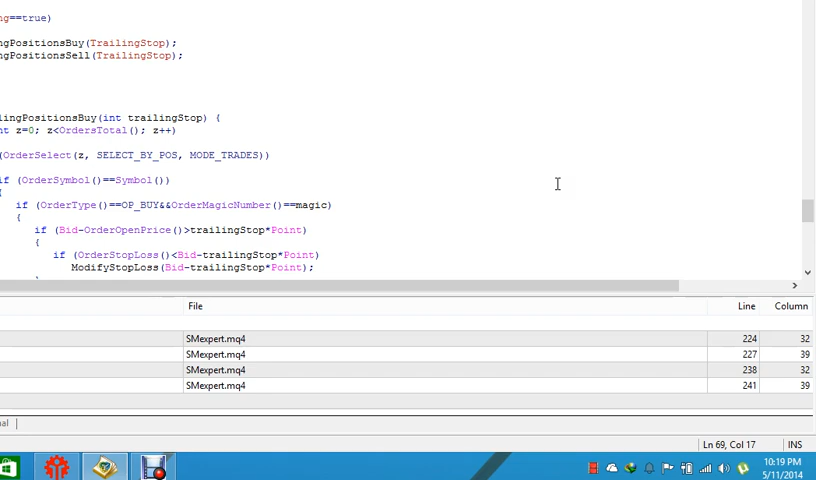 ng==true)
ngPositionsBuy(TrailingStop);
ngPositionsSell(TrailingStop);
lingPositionsBuy(int trailingStop) {
nt z=0; z<OrdersTotal(); z++)
(OrderSelect(z, SELECT_BY_POS, MODE_TRADES))
if (OrderSymbol()==Symbol())
{
if (OrderType()==OP_BUY&&OrderMagicNumber()==magic)
{
if (Bid-OrderOpenPrice()>trailingStop*Point)
{
if (OrderStopLoss()<Bid-trailingStop*Point)
ModifyStopLoss(Bid-trailingStop*Point);
File Line Column
SMexpert.mq4 224 32
SMexpert.mq4 227 39
SMexpert.mq4 238 32
SMexpert.mq4 241 39
nal
Ln 69, Col 17 INS
10:19 PM
5/11/2014